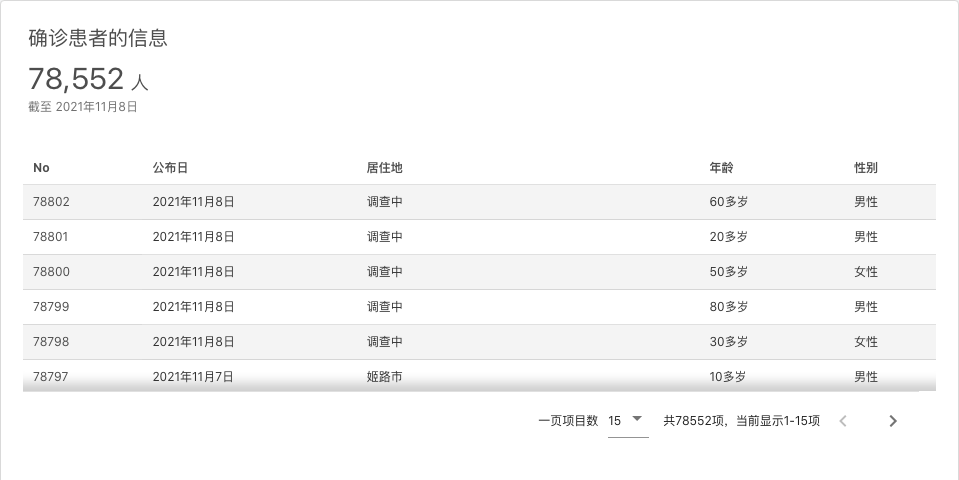 确诊患者的信息
78,552 人
截至 2021年11月8日
No 公布日 居住地 年龄 性别
78802 2021年11月8日 调查中 60多岁 男性
78801 2021年11月8日 调查中 20多岁 男性
78800 2021年11月8日 调查中 50多岁 女性
78799 2021年11月8日 调查中 80多岁 男性
78798 2021年11月8日 调查中 30多岁 女性
78797 2021年11月7日 姬路市 10多岁 男性
一页项目数 15 共78552项，当前显示1-15项